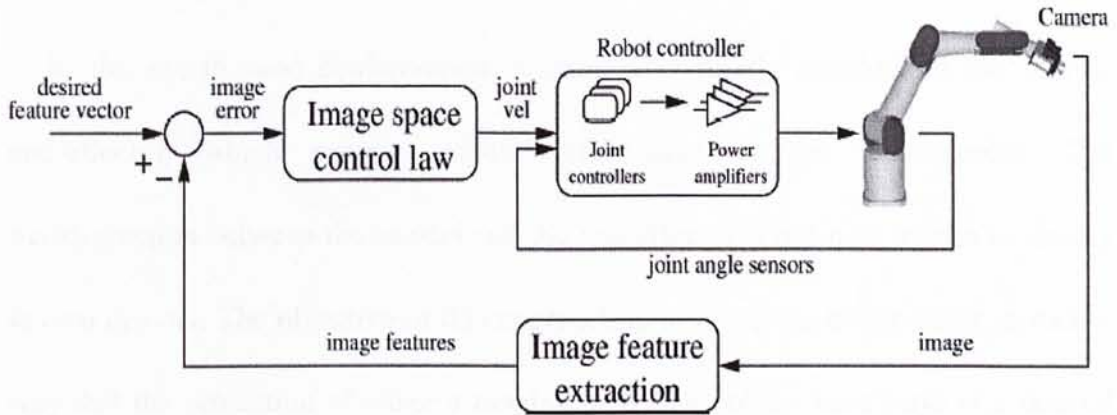 Camera
Robot controller
desired
feature vector
image
error
Image space
control law
joint
vel
Joint
controllers
Power
amplifiers
+
−
joint angle sensors
image features
Image feature
extraction
image